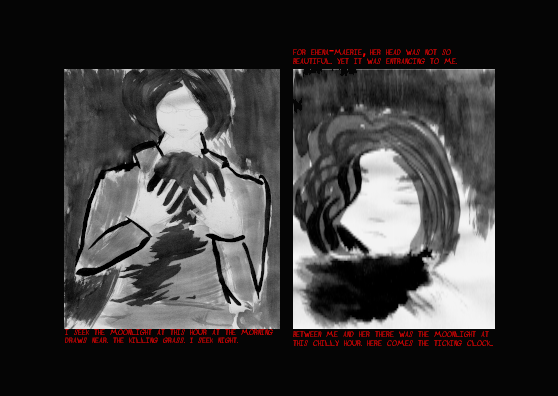 FOR EHERA-MAERIE, HER HEAD WAS NOT SO
BEAUTIFUL. YET IT WAS ENTRANCING TO ME.
I SEEK THE MOONLIGHT AT THIS HOUR AT THE MORNING
DRAWS NEAR THE KILLING GRASS. I SEEK NIGHT.
BETWEEN ME AND HER THERE WAS THE MOONLIGHT AT
THIS CHILLY HOUR. HERE COMES THE TICKING CLOCK.